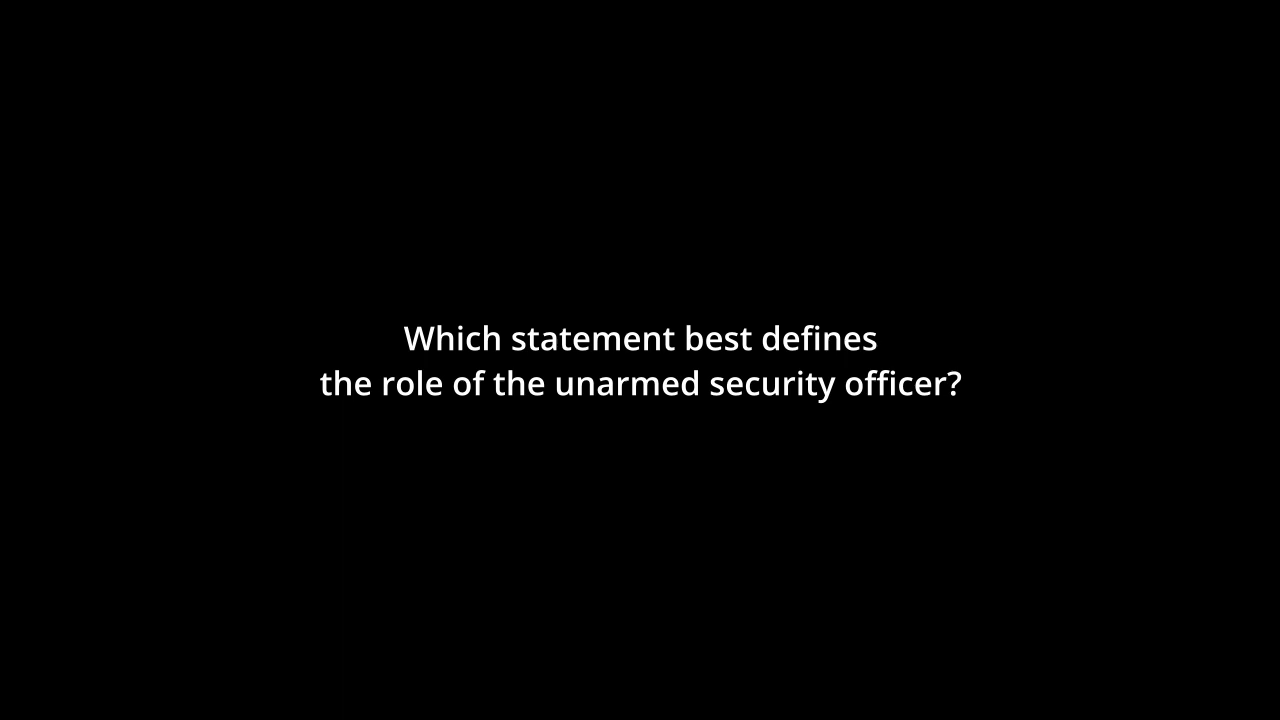 Which statement best defines
the role of the unarmed security officer?